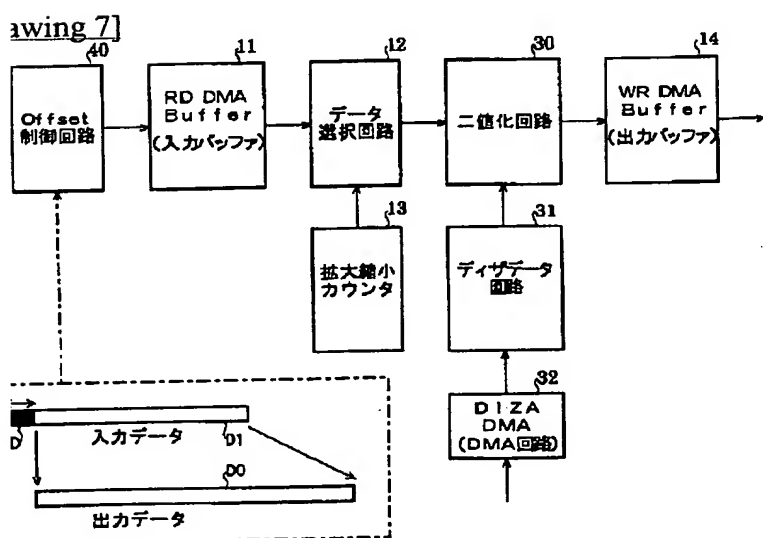 awing 7]
40
11
12
30
14
Offset
制御回路
RD DMA
Buffer
(入力バッファ)
データ
選択回路
二値化回路
WR DMA
Buffer
(出力バッファ)
13
31
拡大縮小
カウンタ
ディザデータ
回路
32
DIZA
DMA
(DMA回路)
D
入力データ
D1
D0
出力データ